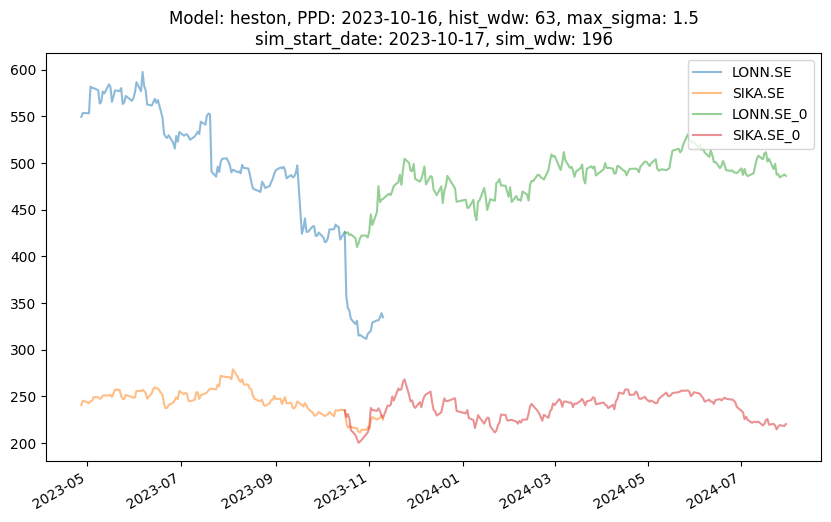 Model: heston, PPD: 2023-10-16, hist_wdw: 63, max_sigma: 1.5
sim_start_date: 2023-10-17, sim_wdw: 196
LONN.SE
SIKA.SE
LONN.SE_0
SIKA.SE_0
600
550
500
450
400
350
300
250
200
2023-05
2023-07
2023-09
2023-11
2024-01
2024-03
2024-05
2024-07